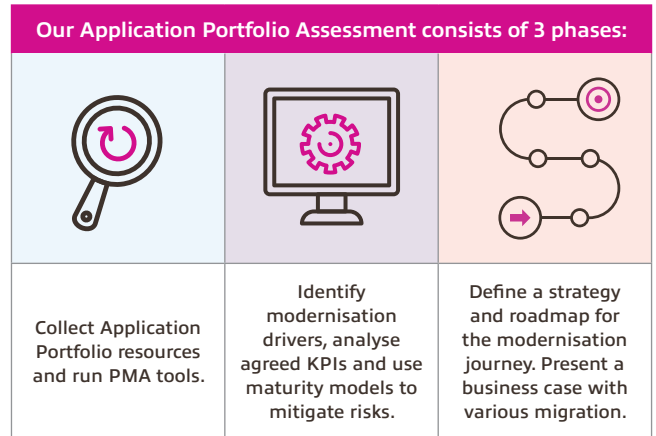 Our Application Portfolio Assessment consists of 3 phases:
Collect Application
Portfolio resources
and run PMA tools.
Identify
modernisation
drivers, analyse
agreed KPIs and use
maturity models to
mitigate risks.
Define a strategy
and roadmap for
the modernisation
journey. Present a
business case with
various migration.